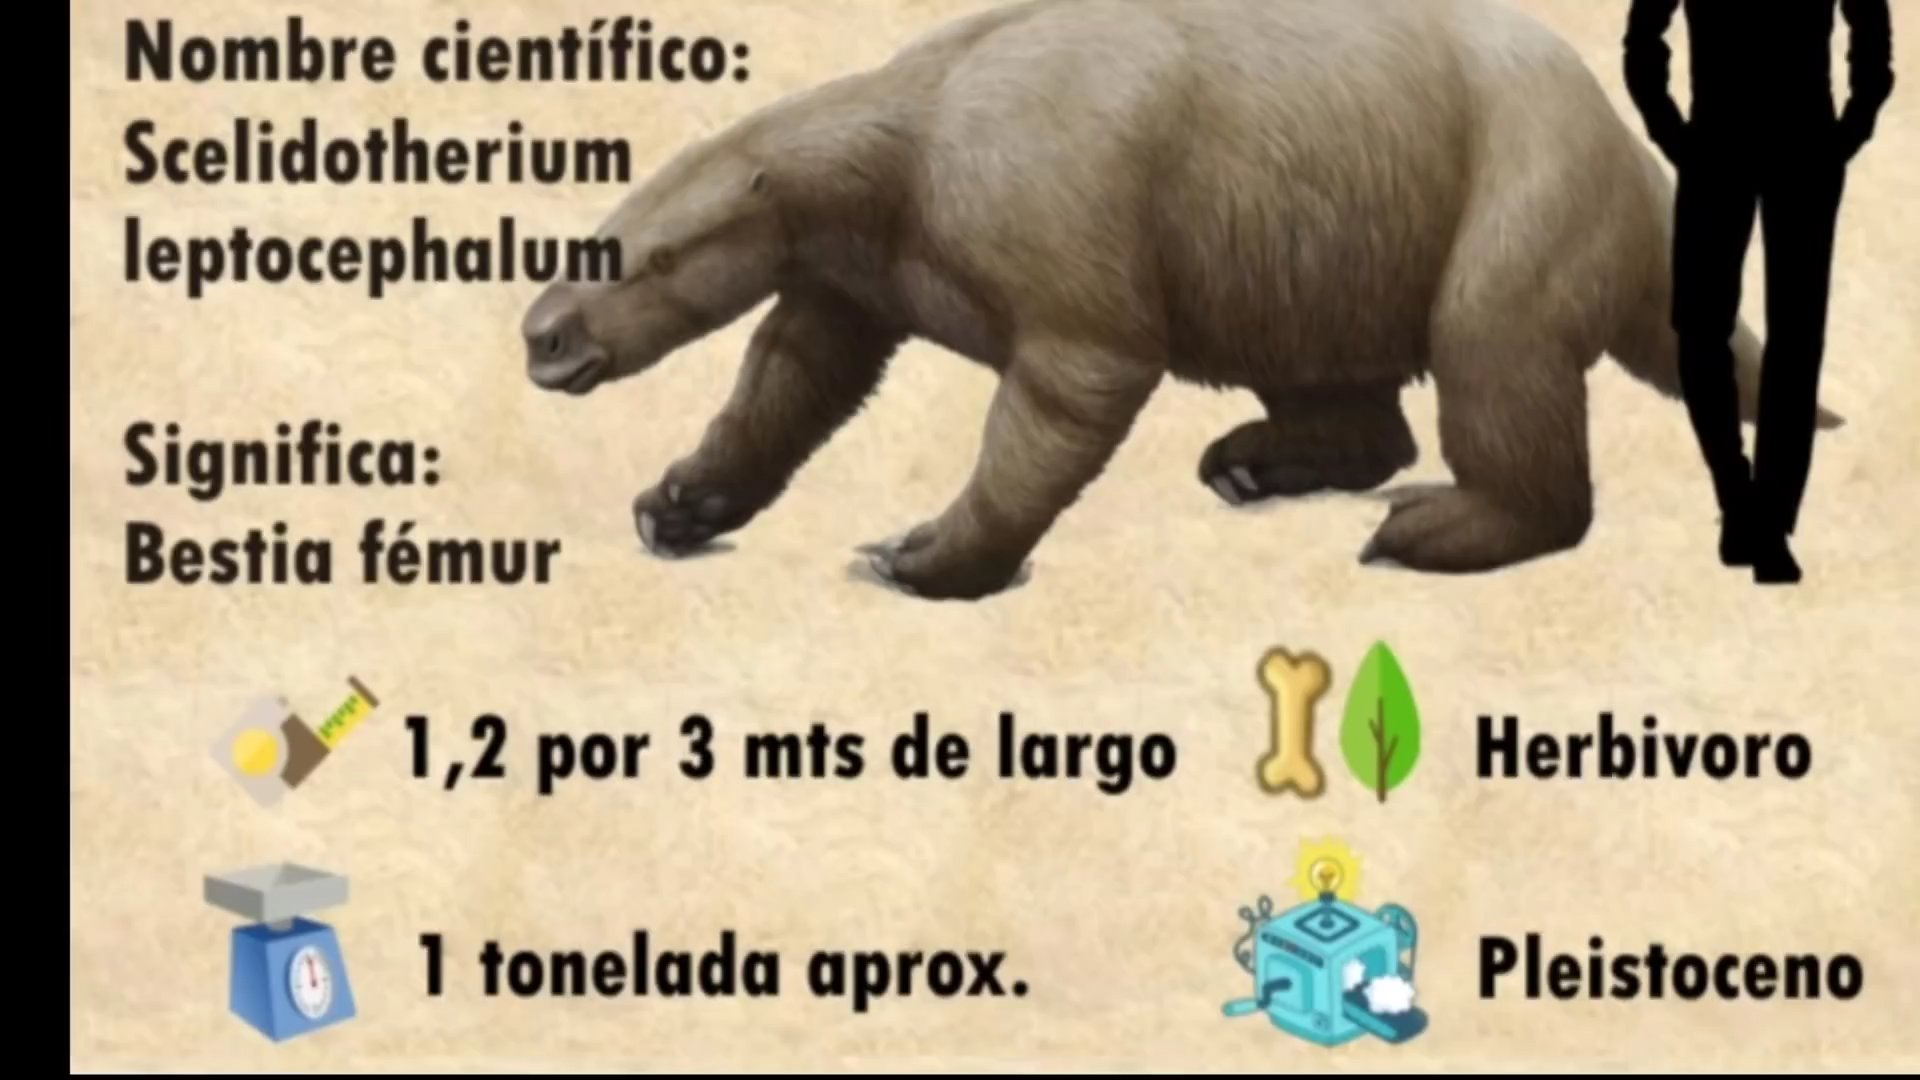 Nombre científico:
Scelidotherium
leptocephalum
Significa:
Bestia fémur
1,2 por 3 mts de largo
Herbivoro
1 tonelada aprox.
Pleistoceno